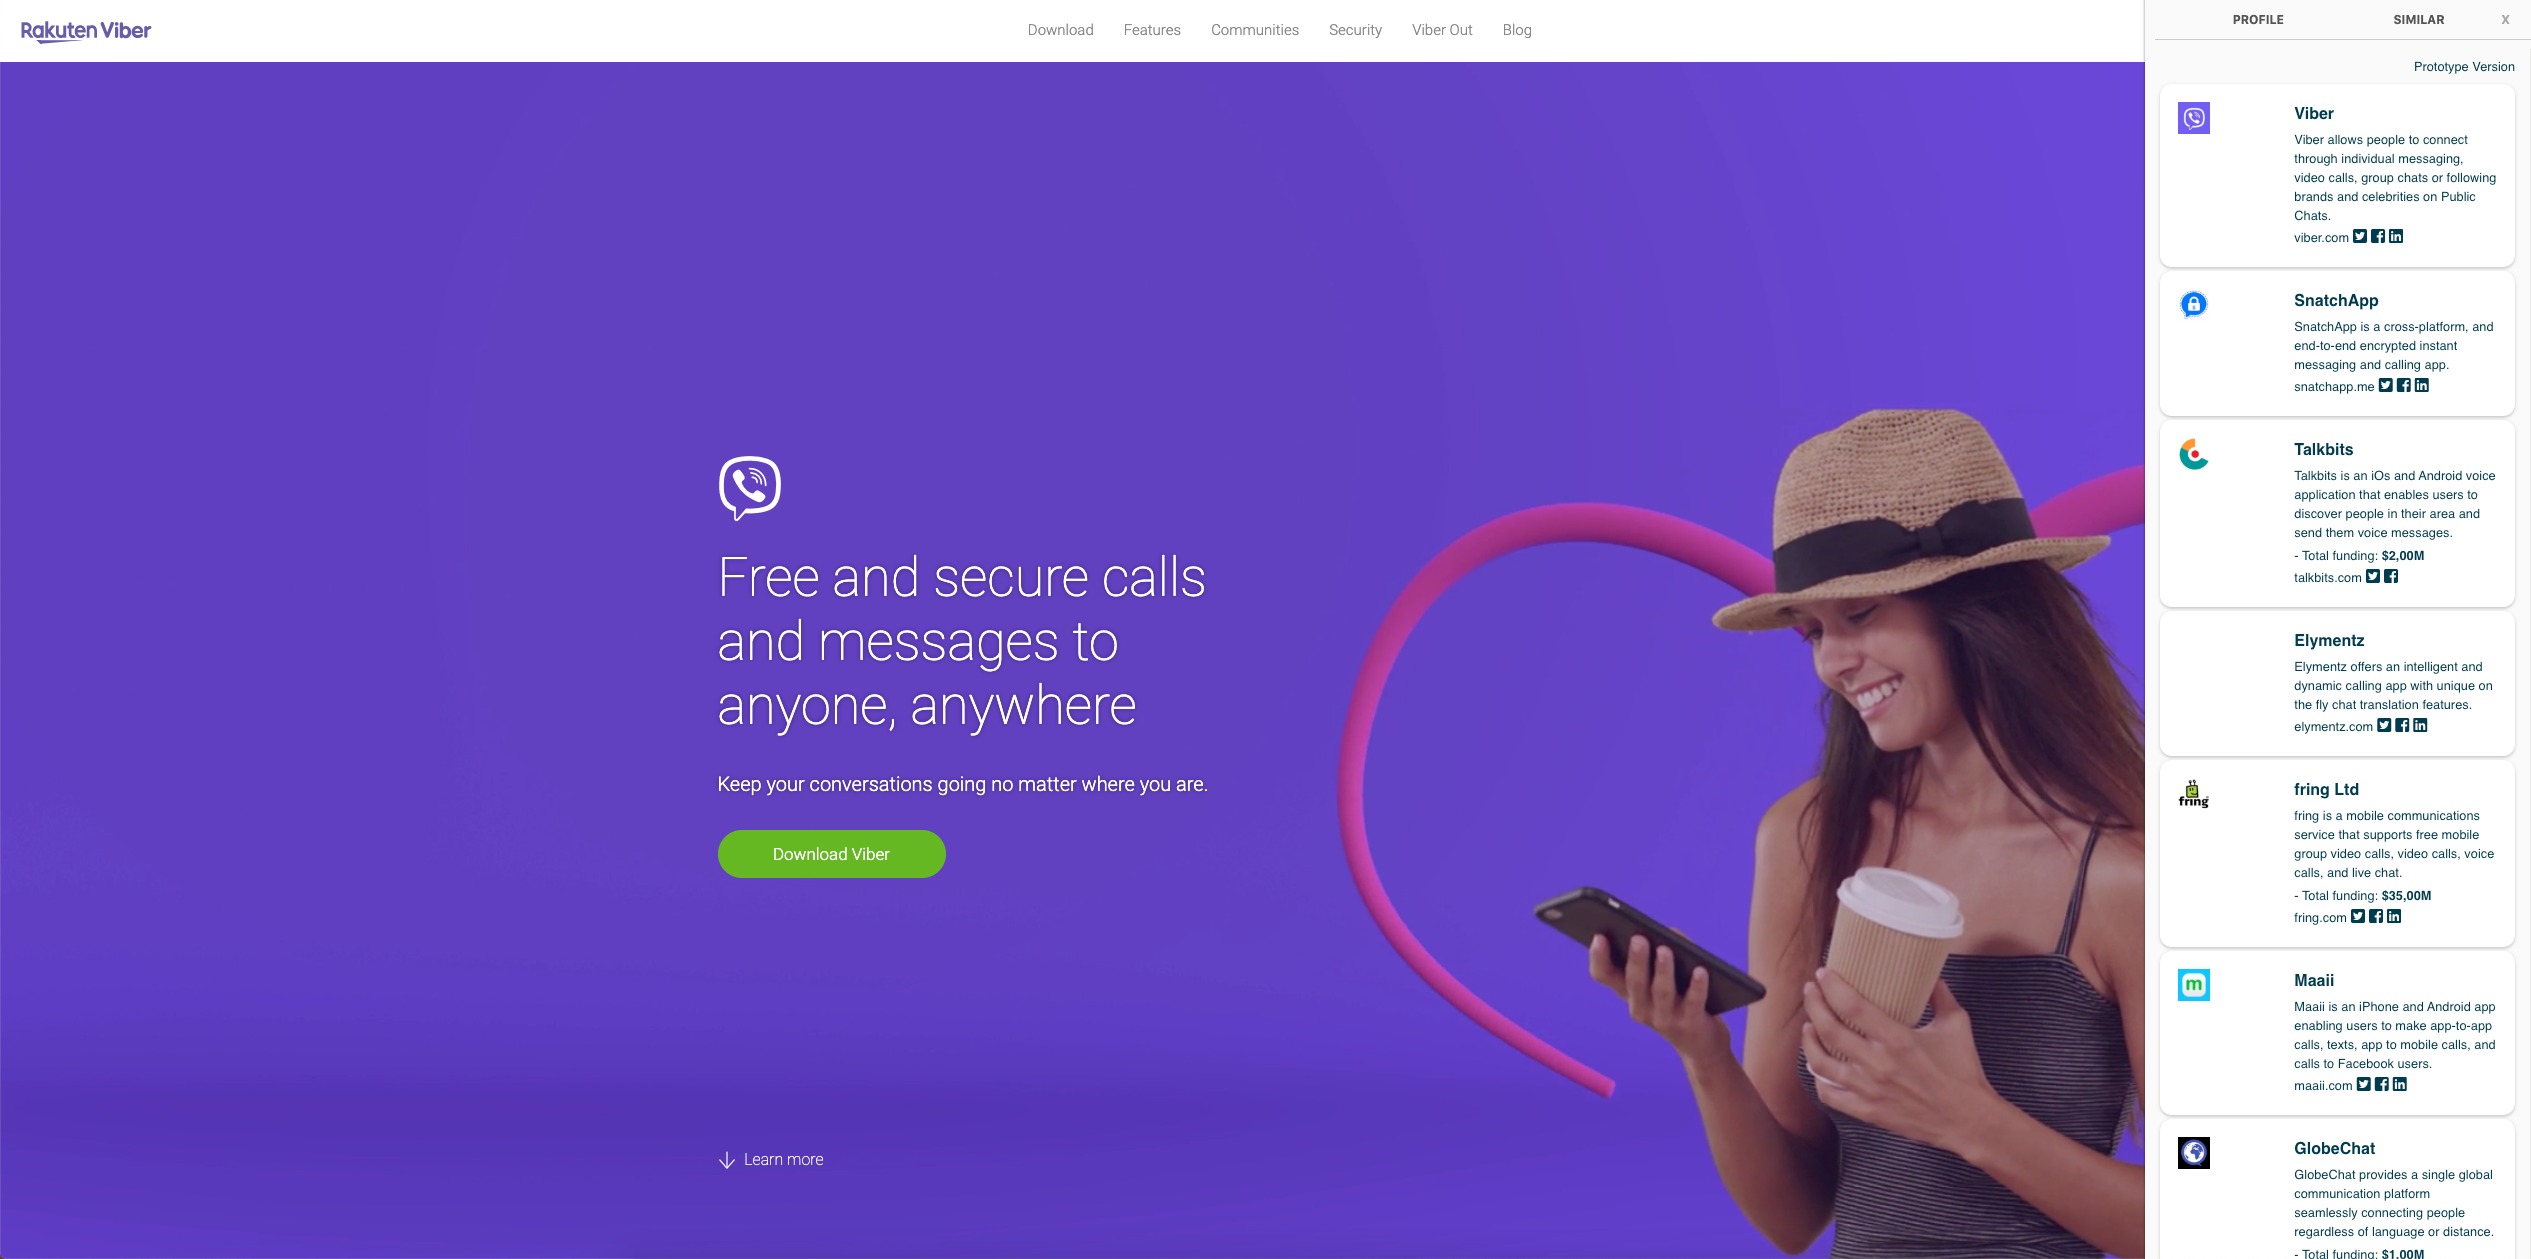 Rakuten Viber
Download Features Communities Security Viber Out Blog
Free and secure calls
and messages to
anyone, anywhere
Keep your conversations going no matter where you are.
Download Viber
Learn more
PROFILE SIMILAR X
Prototype Version
Viber
Viber allows people to connect
through individual messaging,
video calls, group chats or following
brands and celebrities on Public
Chats.
viber.com
SnatchApp
SnatchApp is a cross-platform, and
end-to-end encrypted instant
messaging and calling app.
snatchapp.me
Talkbits
Talkbits is an iOs and Android voice
application that enables users to
discover people in their area and
send them voice messages.
- Total funding: $2,00M
talkbits.com
Elymentz
Elymentz offers an intelligent and
dynamic calling app with unique on
the fly chat translation features.
elymentz.com
fring
fring Ltd
fring is a mobile communications
service that supports free mobile
group video calls, video calls, voice
calls, and live chat.
- Total funding: $35,00M
fring.com
m
Maaii
Maaii is an iPhone and Android app
enabling users to make app-to-app
calls, texts, app to mobile calls, and
calls to Facebook users.
maaii.com
GlobeChat
GlobeChat provides a single global
communication platform
seamlessly connecting people
regardless of language or distance.
- Total funding: $1,00M